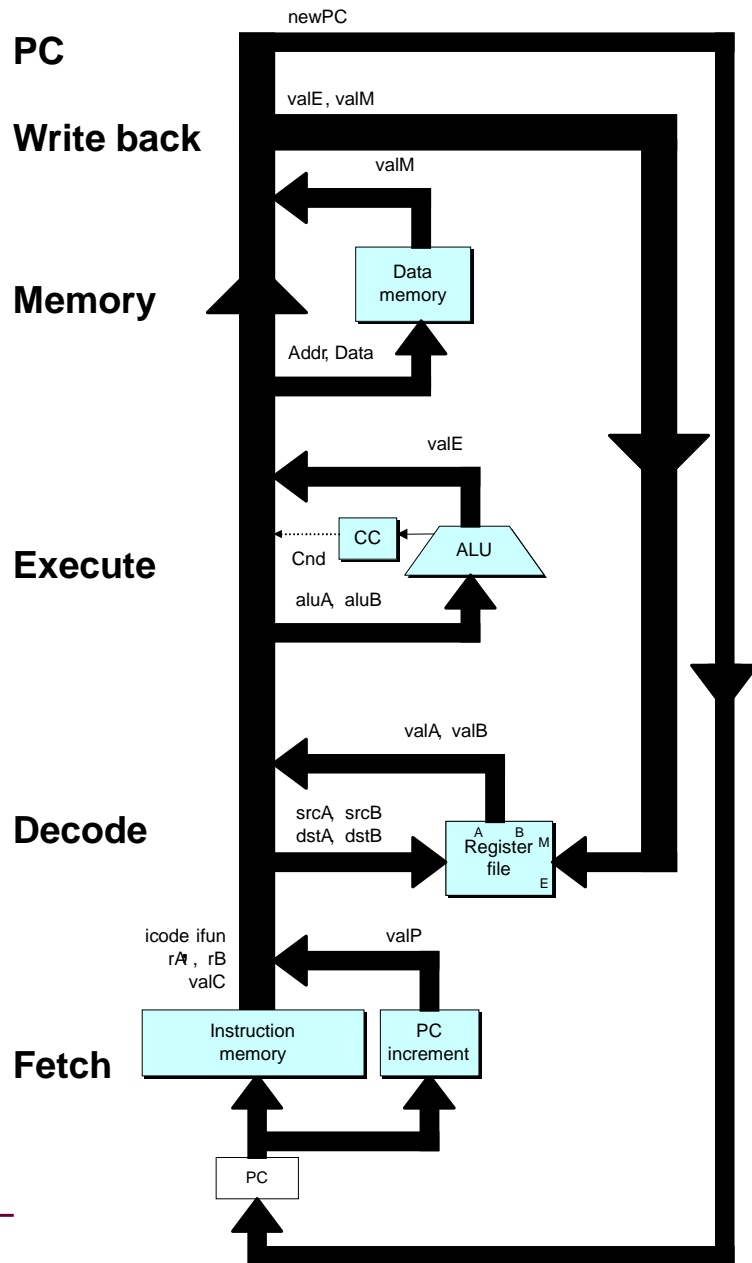 newPC
PC
valE, valM
Write back
valM
Data
memory
Memory
Addr, Data
valE
CC
ALU
Cnd
Execute
aluA, aluB
valA, valB
srcA, srcB
dstA, dstB
Decode
A B
Register M
file
E
icode ifun
rA, rB
valC
valP
Instruction
memory
PC
increment
Fetch
PC